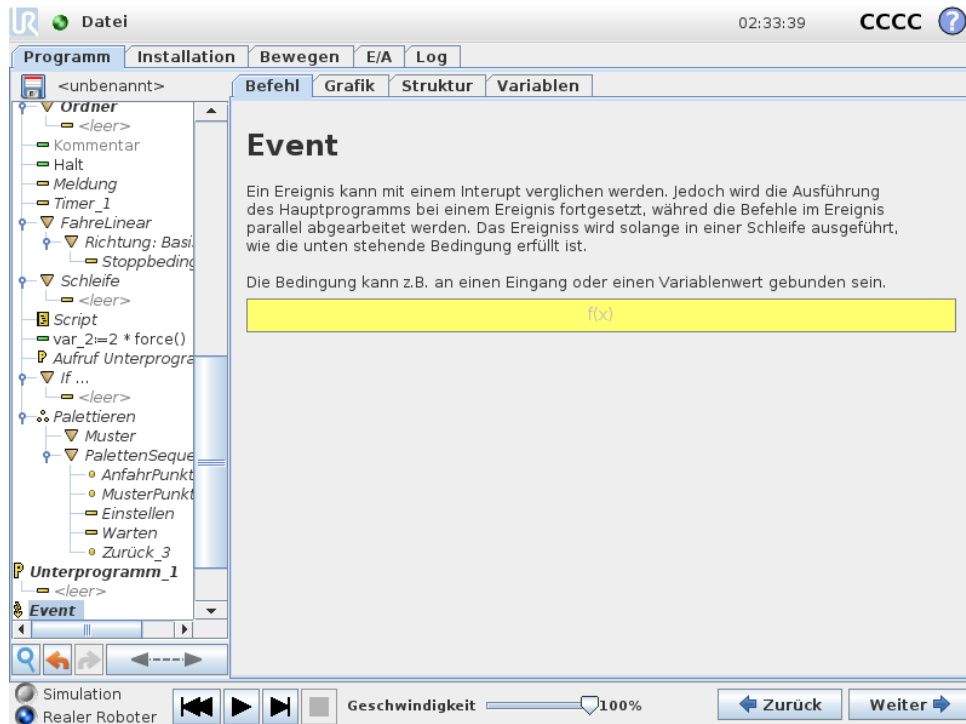 UR Datei 02:33:39 CCCC ?
Programm Installation Bewegen E/A Log
<unbenannt>
Befehl Grafik Struktur Variablen
Ordner
<leer>
Kommentar
Halt
Meldung
Timer_1
FahreLinear
Richtung: Basi
Stoppbeding
Schleife
<leer>
Script
var_2:=2 * force()
P Aufruf Unterprogra
If ...
<leer>
Palettieren
Muster
PalettenSeque
AnfahrPunkt
MusterPunkt
Einstellen
Warten
Zurück_3
P Unterprogramm_1
<leer>
Event
Event
Ein Ereignis kann mit einem Interupt verglichen werden. Jedoch wird die Ausführung
des Hauptprogramms bei einem Ereignis fortgesetzt, währed die Befehle im Ereignis
parallel abgearbeitet werden. Das Ereigniss wird solange in einer Schleife ausgeführt,
wie die unten stehende Bedingung erfüllt ist.
Die Bedingung kann z.B. an einen Eingang oder einen Variablenwert gebunden sein.
f(x)
Simulation
Realer Roboter
Geschwindigkeit 100%
Zurück Weiter